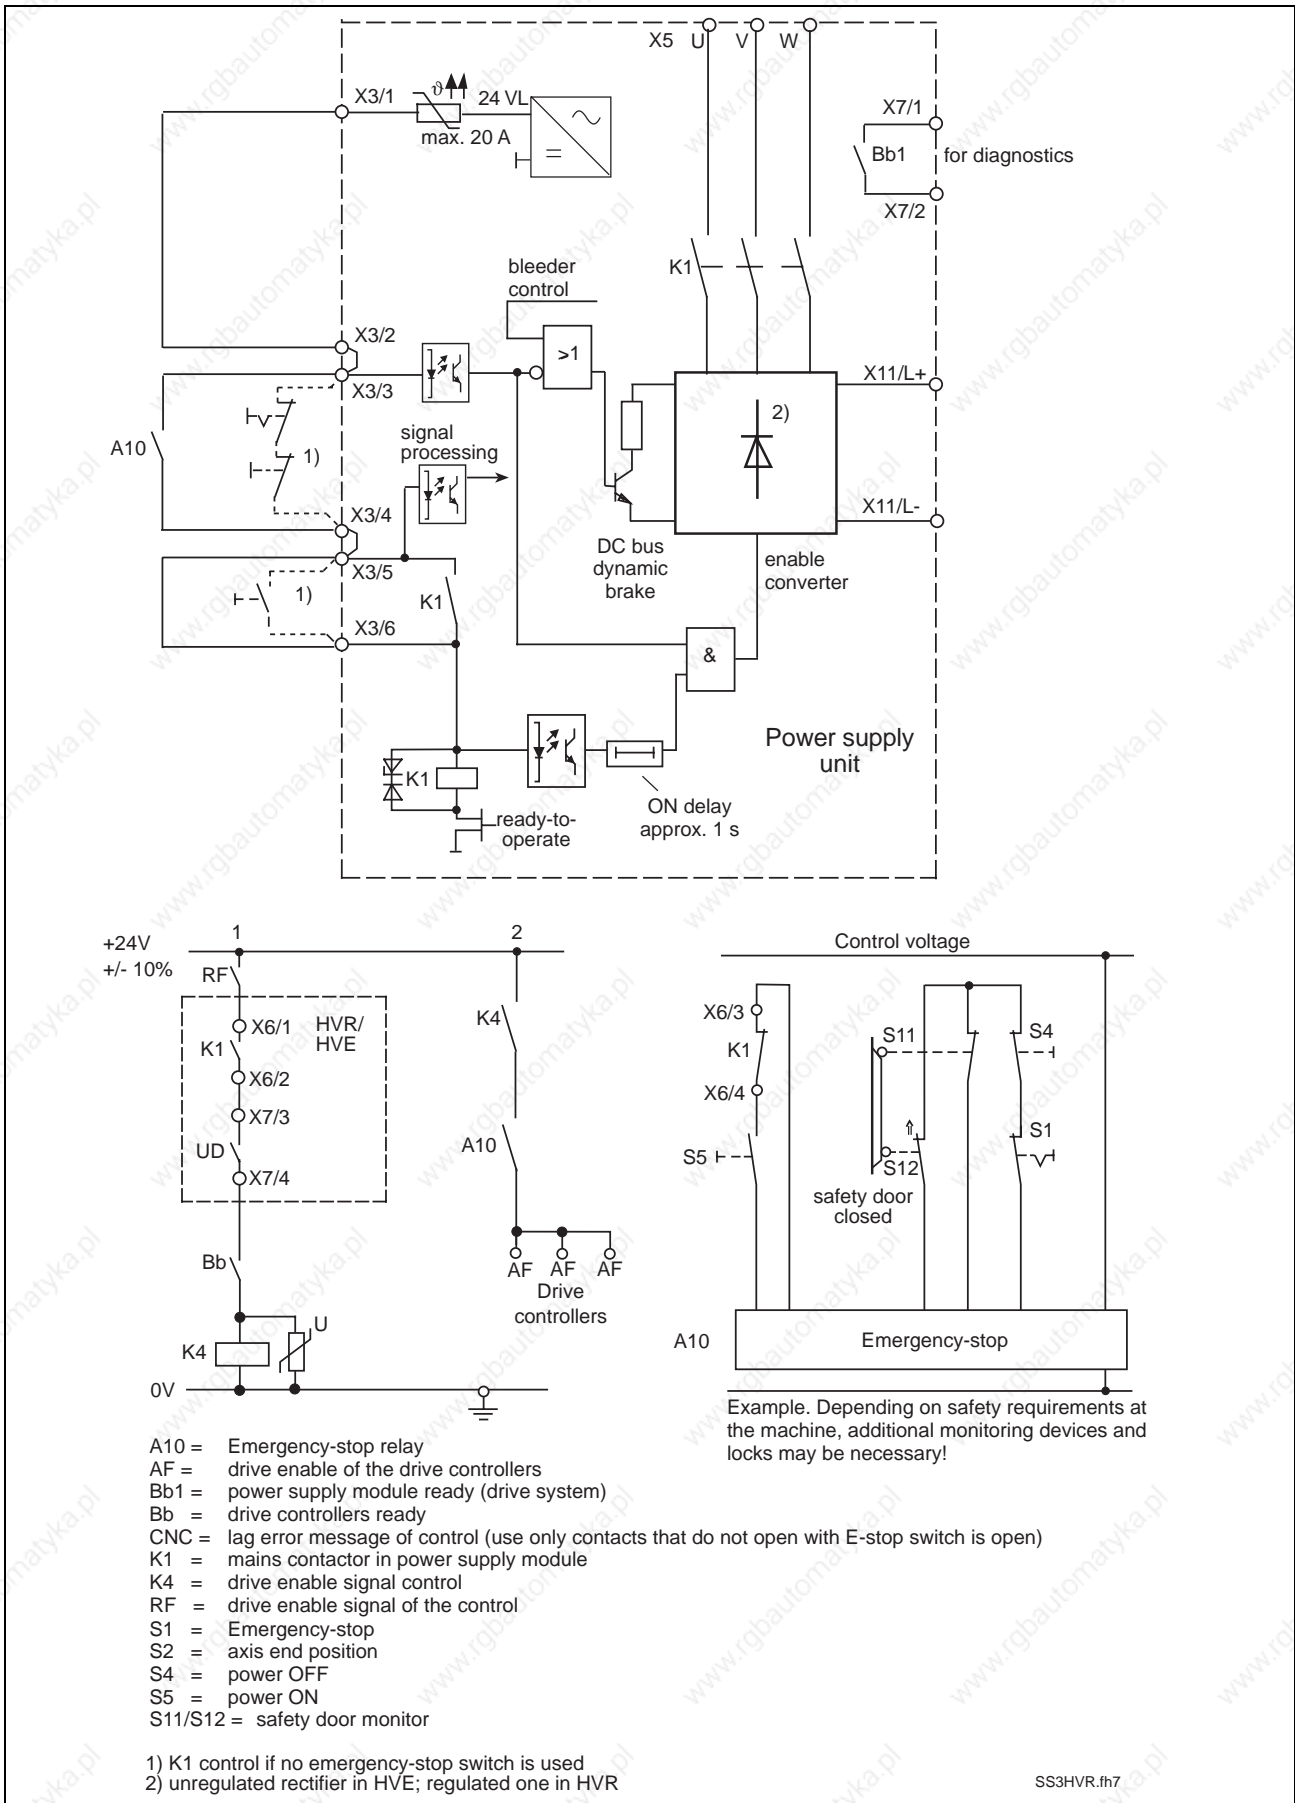 X5 U V W
X3/1
ϑ
24 VL
max. 20 A
X7/1
Bb1
for diagnostics
X7/2
K1
bleeder
control
X3/2
>1
X3/3
X11/L+
2)
signal
processing
A10
1)
X3/4
X11/L-
DC bus
dynamic
brake
enable
converter
X3/5
1)
K1
X3/6
&
Power supply
unit
K1
ON delay
approx. 1 s
ready-to-
operate
+24V
+/- 10%
1
2
RF
X6/1
HVR/
HVE
K1
X6/2
X7/3
UD
X7/4
Bb
U
K4
0V
K4
A10
AF AF AF
Drive
controllers
Control voltage
X6/3
K1
X6/4
S5
S11
S4
S12
S1
safety door
closed
A10
Emergency-stop
Example. Depending on safety requirements at
the machine, additional monitoring devices and
locks may be necessary!
A10 = Emergency-stop relay
AF = drive enable of the drive controllers
Bb1 = power supply module ready (drive system)
Bb = drive controllers ready
CNC = lag error message of control (use only contacts that do not open with E-stop switch is open)
K1 = mains contactor in power supply module
K4 = drive enable signal control
RF = drive enable signal of the control
S1 = Emergency-stop
S2 = axis end position
S4 = power OFF
S5 = power ON
S11/S12 = safety door monitor
1) K1 control if no emergency-stop switch is used
2) unregulated rectifier in HVE; regulated one in HVR
SS3HVR.fh7
www.rgbautomatyka.pl